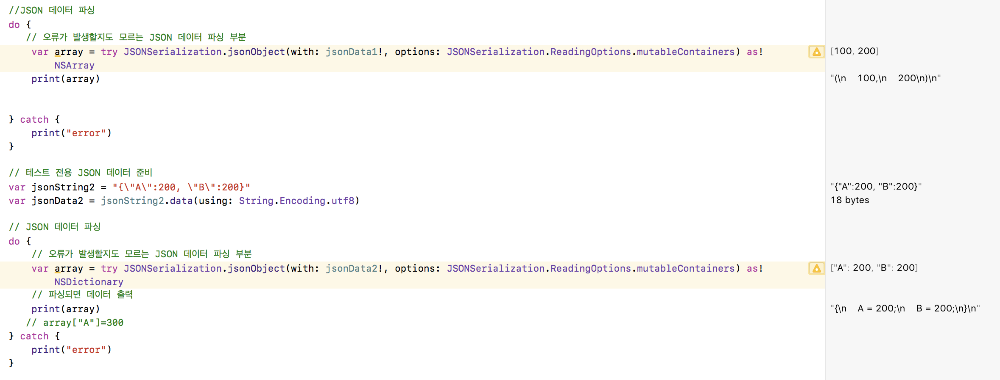 //JSON 데이터 파싱
do {
   // 오류가 발생할지도 모르는 JSON 데이터 파싱 부분
    var array = try JSONSerialization.jsonObject(with: jsonData1!, options: JSONSerialization.ReadingOptions.mutableContainers) as! [100, 200]
        NSArray
    print(array) "(\n    100,\n    200\n)\n"
} catch {
    print("error")
}
// 테스트 전용 JSON 데이터 준비
var jsonString2 = "{\"A\":200, \"B\":200}" "{"A":200, "B":200}"
var jsonData2 = jsonString2.data(using: String.Encoding.utf8) 18 bytes
// JSON 데이터 파싱
do {
    // 오류가 발생할지도 모르는 JSON 데이터 파싱 부분
    var array = try JSONSerialization.jsonObject(with: jsonData2!, options: JSONSerialization.ReadingOptions.mutableContainers) as! ["A": 200, "B": 200]
        NSDictionary
    // 파싱되면 데이터 출력
    print(array) "{\n    A = 200;\n    B = 200;\n}\n"
   // array["A"]=300
} catch {
    print("error")
}